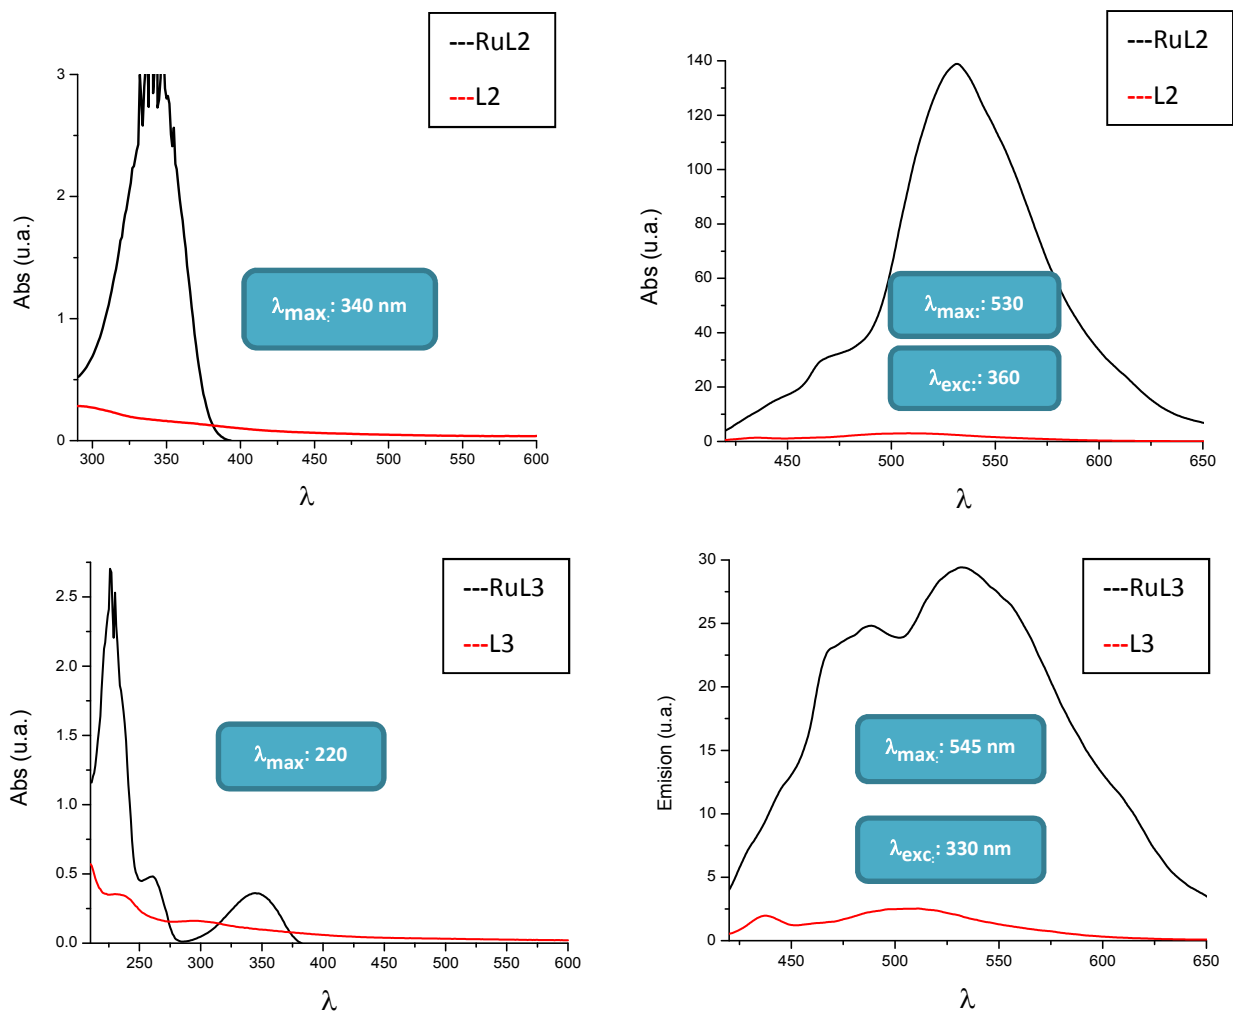 ---RuL2
---L2
3
2
1
0
Abs (u.a.)
λmax:: 340 nm
300 350 400 450 500 550 600
λ
---RuL2
---L2
140
120
100
80
60
40
20
0
Abs (u.a.)
λmax:: 530
λexc:: 360
450 500 550 600 650
λ
---RuL3
---L3
2.5
2.0
1.5
1.0
0.5
0.0
Abs (u.a.)
λmax: 220
250 300 350 400 450 500 550 600
λ
---RuL3
---L3
30
25
20
15
10
5
0
Emision (u.a.)
λmax:: 545 nm
λexc:: 330 nm
450 500 550 600 650
λ